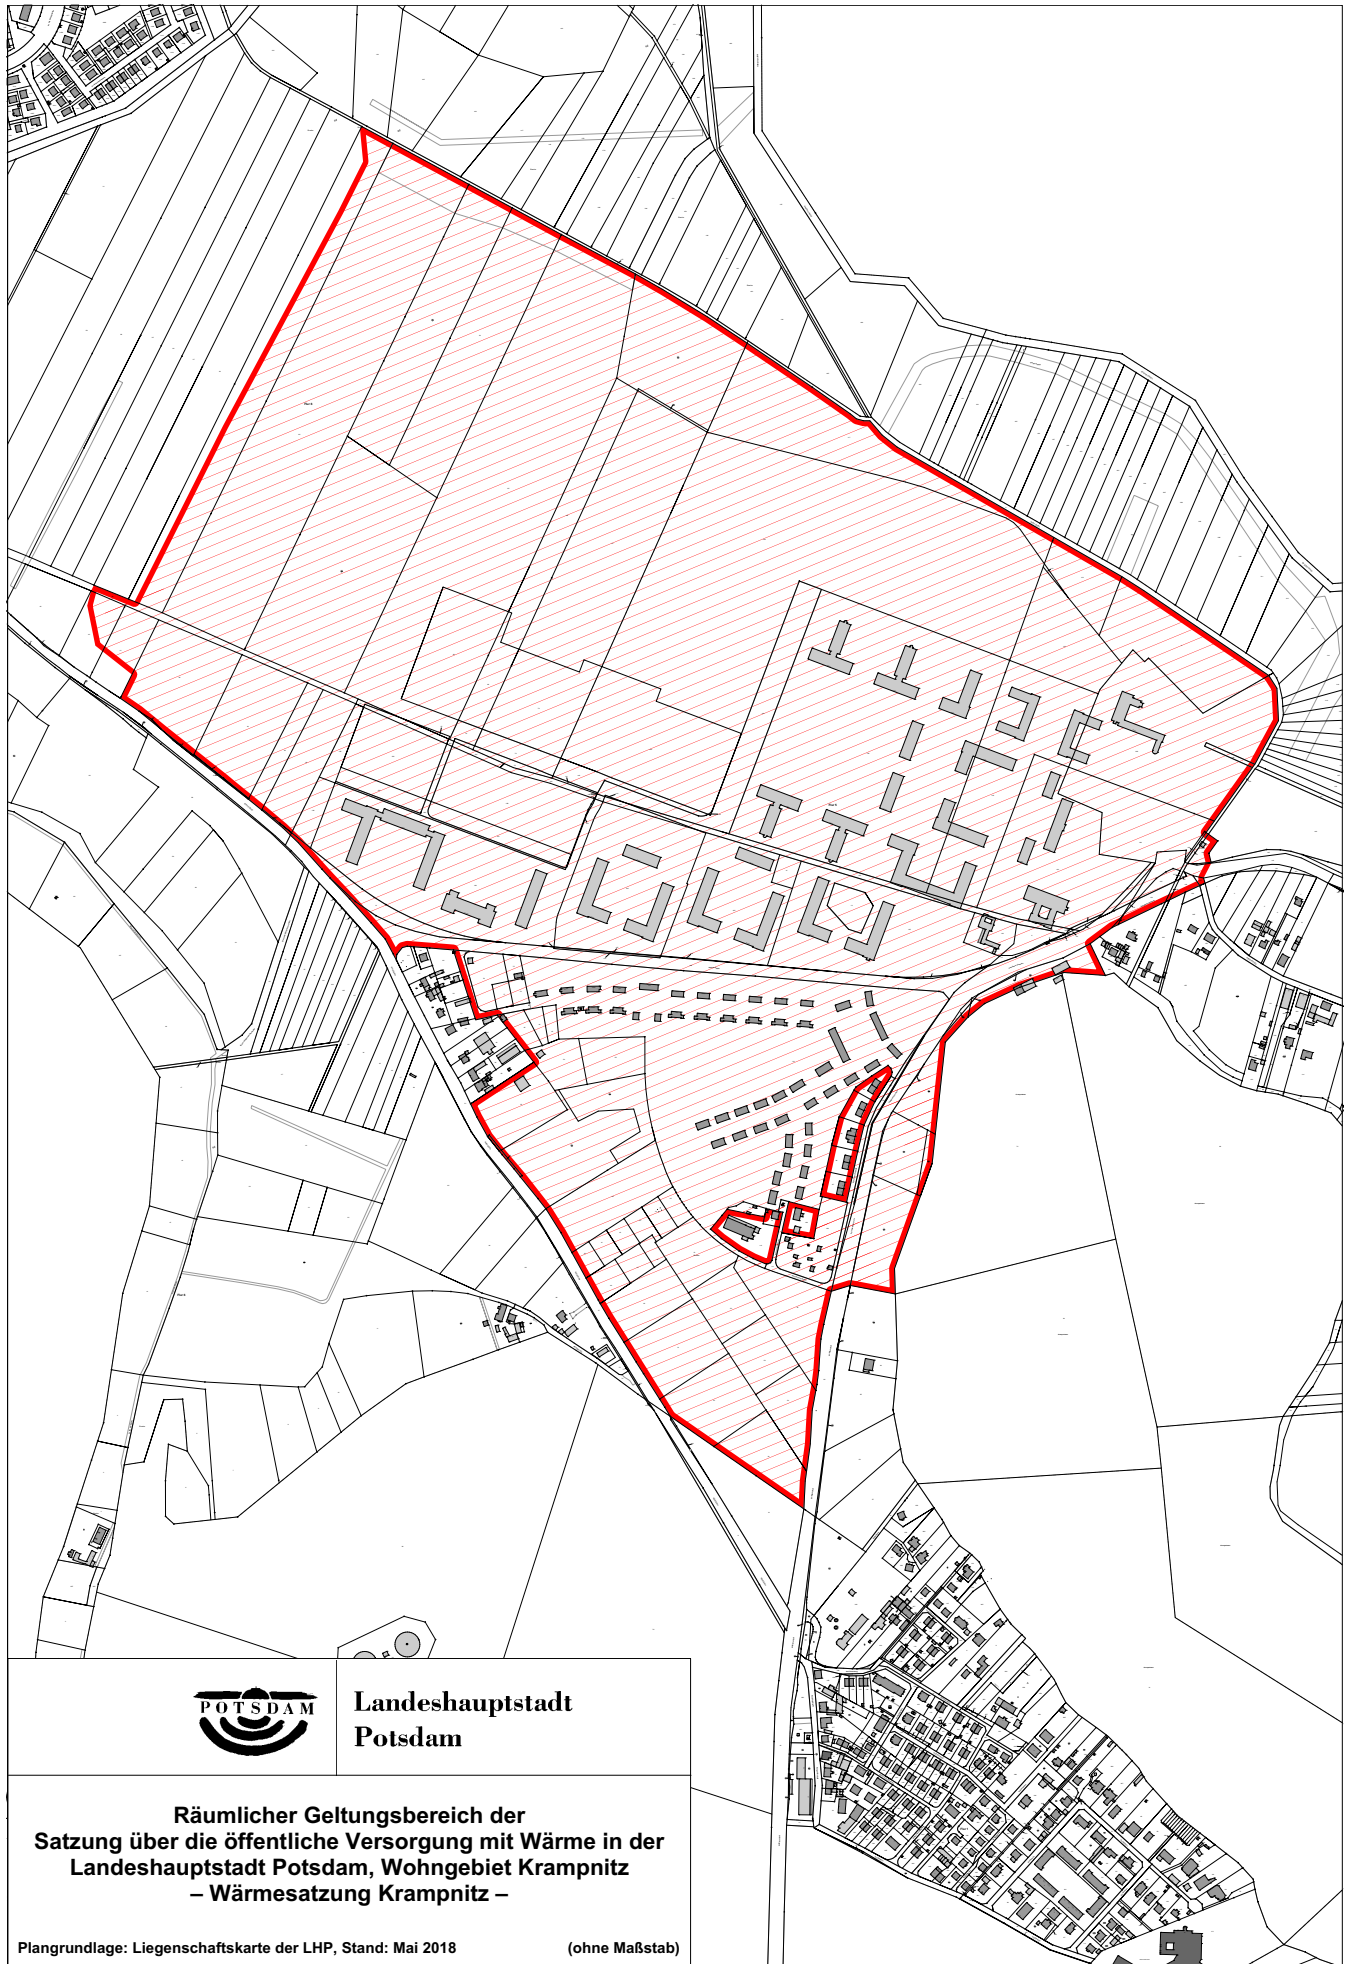 POTSDAM
Landeshauptstadt
Potsdam
Räumlicher Geltungsbereich der
Satzung über die öffentliche Versorgung mit Wärme in der
Landeshauptstadt Potsdam, Wohngebiet Krampnitz
– Wärmesatzung Krampnitz –
Plangrundlage: Liegenschaftskarte der LHP, Stand: Mai 2018 (ohne Maßstab)